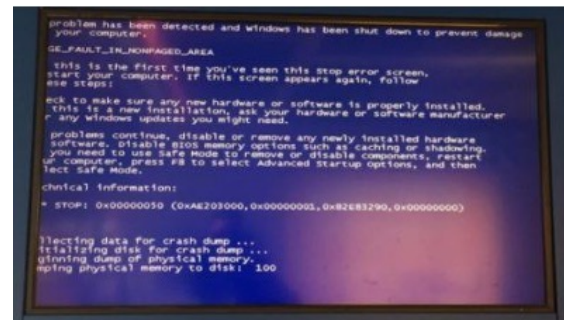 problem has been detected and windows has been shut down to prevent damage
your computer.
GE_FAULT_IN_NONPAGED_AREA
this is the first time you've seen this Stop error screen,
start your computer. If this screen appears again, follow
ese steps:
eck to make sure any new hardware or software is properly installed.
this is a new installation, ask your hardware or software manufacturer
r any windows updates you might need.
problems continue, disable or remove any newly installed hardware
software. Disable BIOS memory options such as caching or shadowing.
you need to use Safe Mode to remove or disable components, restart
ur computer, press F8 to select Advanced Startup Options, and then
lect Safe Mode.
chnical information:
* STOP: 0x00000050 (0xAE203000,0x00000001,0x82E83290,0x00000000)
llecting data for crash dump ...
itializing disk for crash dump ...
ginning dump of physical memory.
mping physical memory to disk: 100